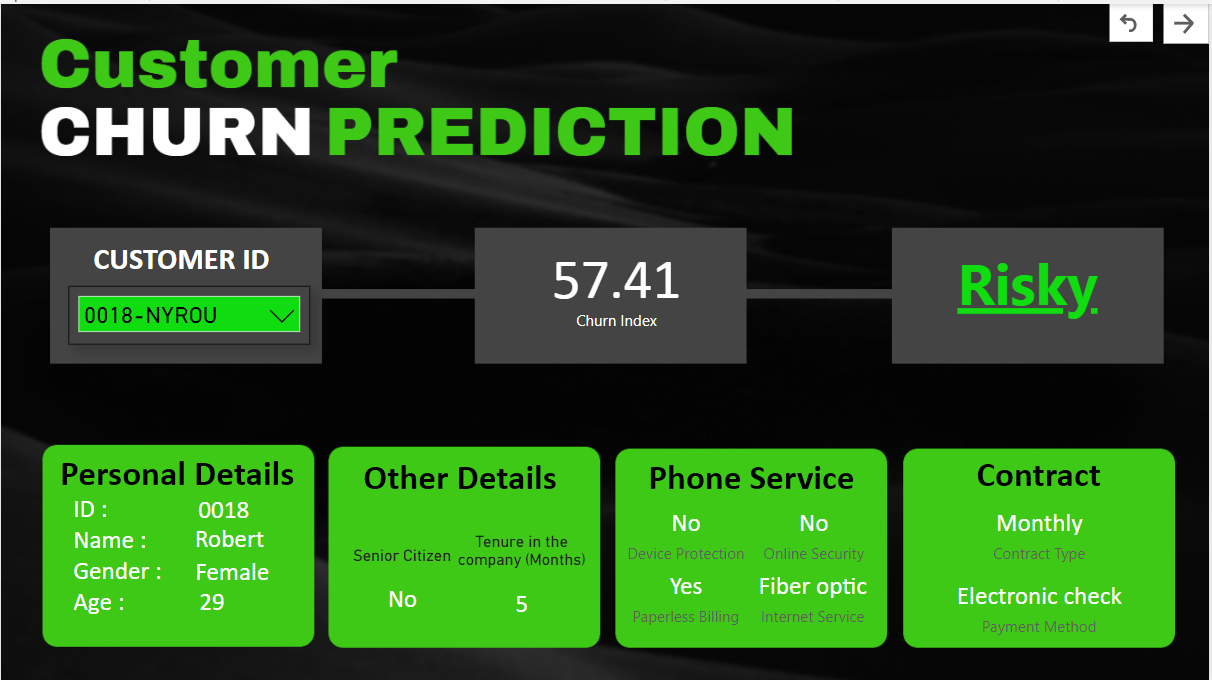 Customer
CHURN PREDICTION
CUSTOMER ID
0018-NYROU
57.41
Churn Index
Risky
Personal Details
ID : 0018
Name : Robert
Gender : Female
Age : 29
Other Details
Senior Citizen
Tenure in the
company (Months)
No
5
Phone Service
No No
Device Protection Online Security
Yes Fiber optic
Paperless Billing Internet Service
Contract
Monthly
Contract Type
Electronic check
Payment Method